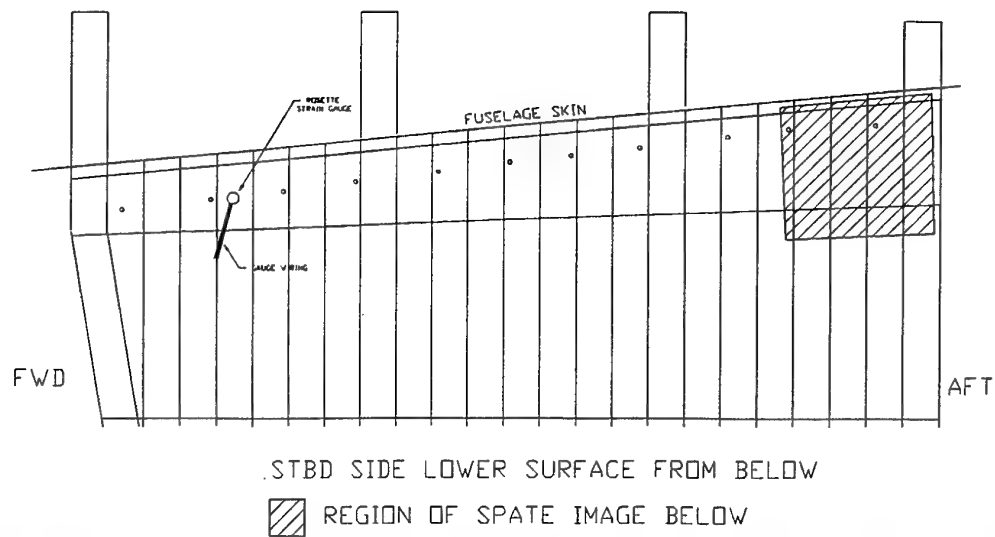 ROSETTE
STRAIN GAUGE
FUSELAGE SKIN
GAUGE WIRING
FWD
AFT
.STBD SIDE LOWER SURFACE FROM BELOW
REGION OF SPATE IMAGE BELOW